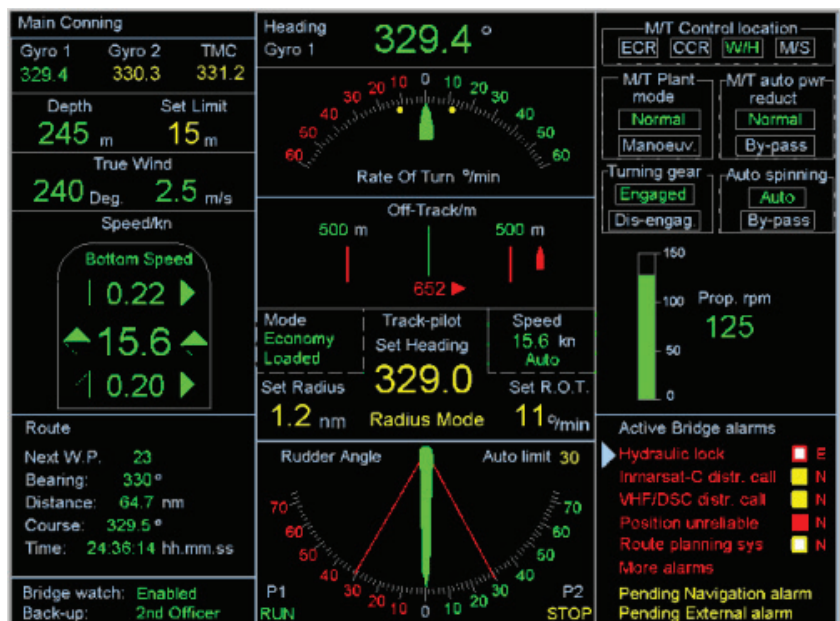 Main Conning
Gyro 1 Gyro 2 TMC
329.4 330.3 331.2
Depth Set Limit
245 m 15 m
True Wind
240 Deg. 2.5 m/s
Speed/kn
Bottom Speed
0.22
15.6
0.20
Route
Next W.P. 23
Bearing: 330°
Distance: 64.7 nm
Course: 329.5°
Time: 24:36:14 hh.mm.ss
Bridge watch: Enabled
Back-up: 2nd Officer
Heading
Gyro 1
329.4 °
60 50 40 30 20 10 0 10 20 30 40 50 60
Rate Of Turn °/min
Off-Track/m
500 m 500 m
652
Mode
Economy
Loaded
Track-pilot
Set Heading
329.0
Speed
15.6 kn
Auto
Set Radius
1.2 nm
Radius Mode
Set R.O.T.
11°/min
Rudder Angle Auto limit 30
70 60 50 40 30 20 10 0 10 20 30 40 50 60 70
P1
RUN
P2
STOP
M/T Control location
ECR CCR W/H M/S
M/T Plant
mode
Normal
Manoeuv.
M/T auto pwr
reduct
Normal
By-pass
Turning gear
Engaged
Dis-engag.
Auto spinning
Auto
By-pass
150
100
50
0
Prop. rpm
125
Active Bridge alarms
Hydraulic lock E
Inmarsat-C distr. call N
VHF/DSC distr. call N
Position unreliable N
Route planning sys N
More alarms
Pending Navigation alarm
Pending External alarm